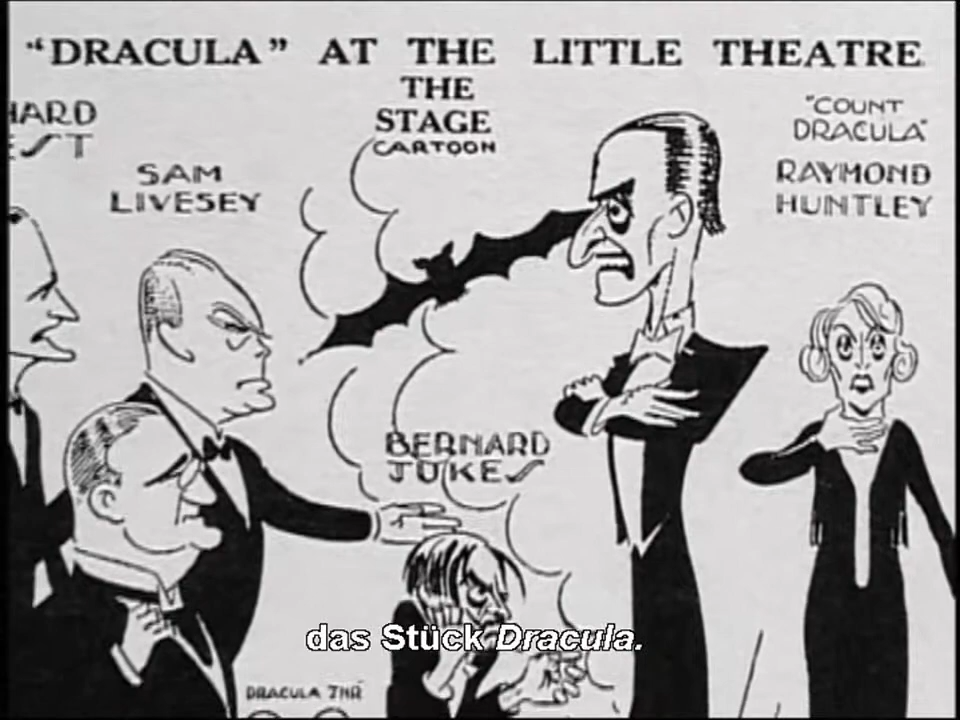 "DRACULA" AT THE LITTLE THEATRE
THE
STAGE
CARTOON
"COUNT
DRACULA"
RAYMOND
HUNTLEY
HARD
EST
SAM
LIVESEY
BERNARD
JUKES
das Stück Dracula.
DRACULA